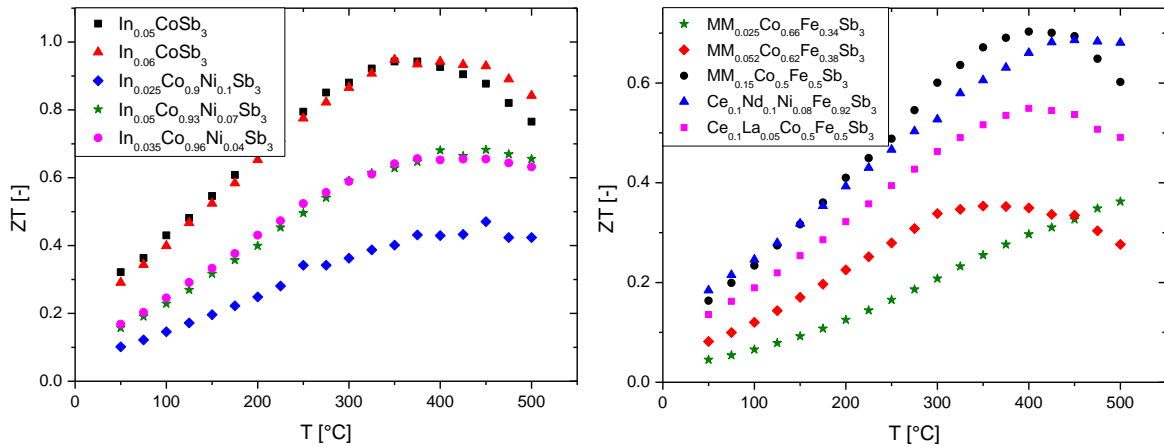 ZT [-]
1.0
0.8
0.6
0.4
0.2
0.0
In₀.₀₅CoSb₃
In₀.₀₆CoSb₃
In₀.₀₂₅Co₀.₉Ni₀.₁Sb₃
In₀.₀₅Co₀.₉₃Ni₀.₀₇Sb₃
In₀.₀₃₅Co₀.₉₆Ni₀.₀₄Sb₃
0 100 200 300 400 500
T [°C]
ZT [-]
0.6
0.4
0.2
0.0
MM₀.₀₂₅Co₀.₆₆Fe₀.₃₄Sb₃
MM₀.₀₅₂Co₀.₆₂Fe₀.₃₈Sb₃
MM₀.₁₅Co₀.₅Fe₀.₅Sb₃
Ce₀.₁Nd₀.₁Ni₀.₀₈Fe₀.₉₂Sb₃
Ce₀.₁La₀.₀₅Co₀.₅Fe₀.₅Sb₃
0 100 200 300 400 500
T [°C]